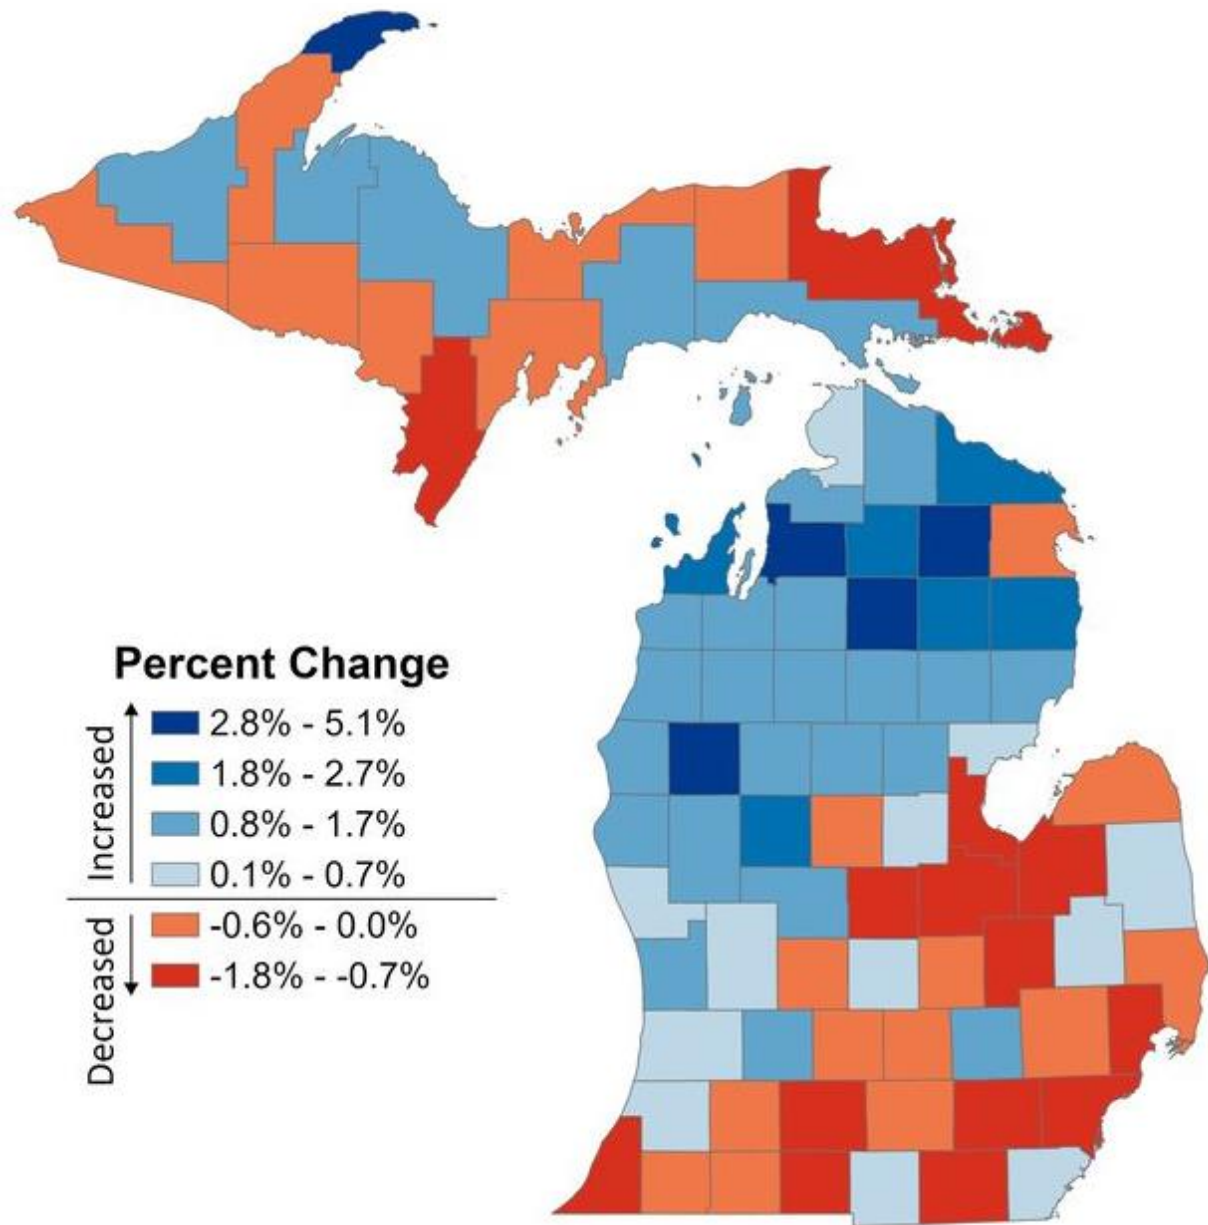 Percent Change
Increased
2.8% - 5.1%
1.8% - 2.7%
0.8% - 1.7%
0.1% - 0.7%
Decreased
-0.6% - 0.0%
-1.8% - -0.7%